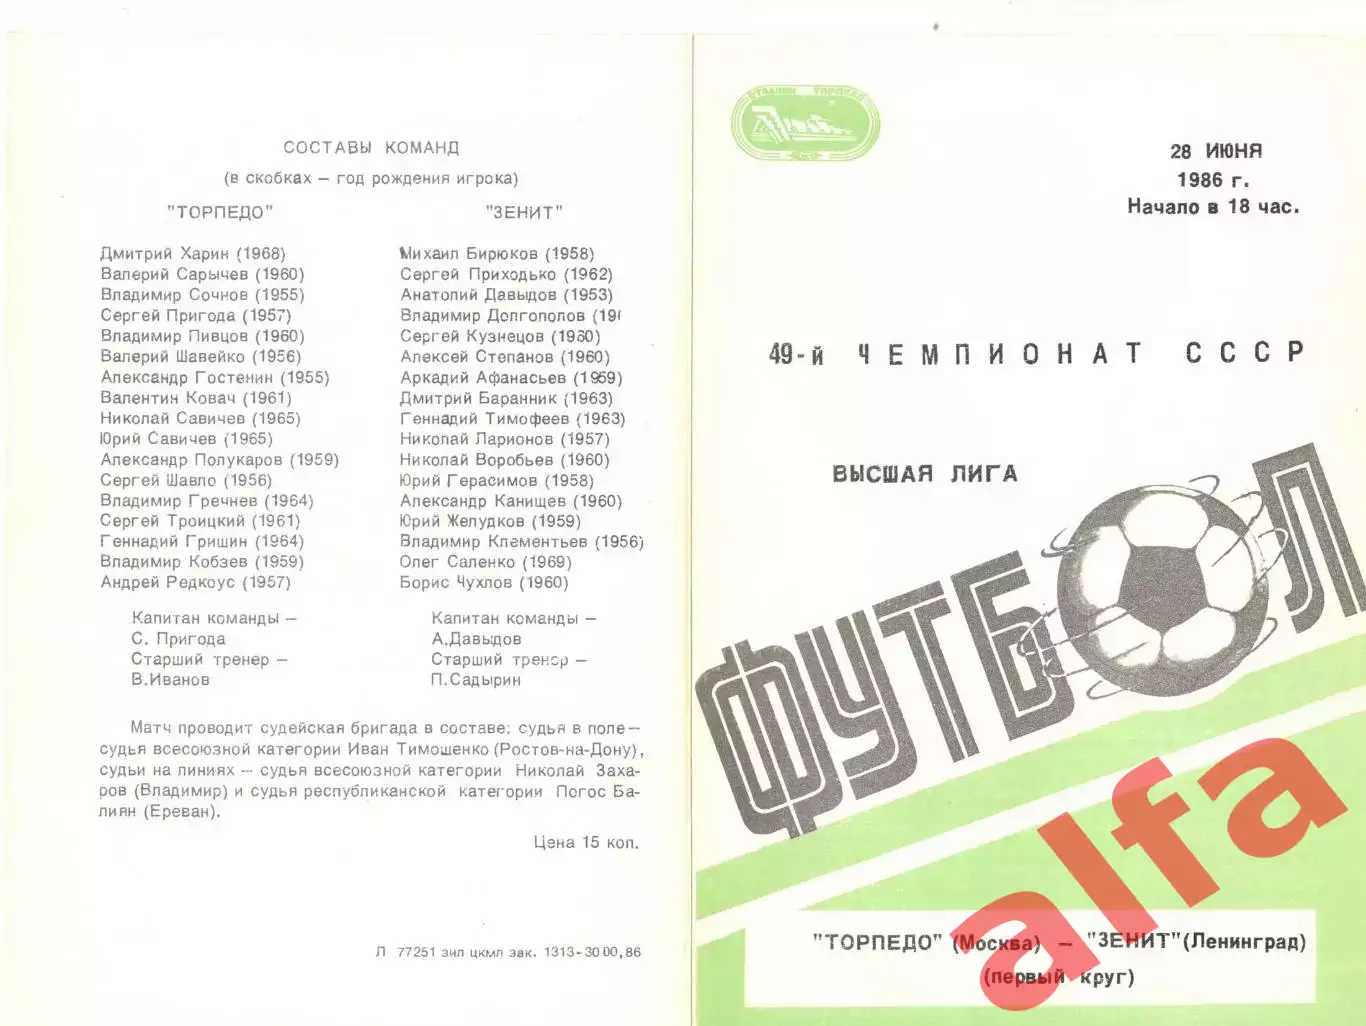 СОСТАВЫ КОМАНД
(в скобках – год рождения игрока)
"ТОРПЕДО"
Дмитрий Харин (1968)
Валерий Сарычев (1960)
Владимир Сочнов (1955)
Сергей Пригода (1957)
Владимир Пивцов (1960)
Валерий Шавейко (1956)
Александр Гостенин (1955)
Валентин Ковач (1961)
Николай Савичев (1965)
Юрий Савичев (1965)
Александр Полукаров (1959)
Сергей Шавло (1956)
Владимир Гречнев (1964)
Сергей Троицкий (1961)
Геннадий Гришин (1964)
Владимир Кобзев (1959)
Андрей Редкоус (1957)
Капитан команды –
С. Пригода
Старший тренер –
В.Иванов
"ЗЕНИТ"
Михаил Бирюков (1958)
Сергей Приходько (1962)
Анатолий Давыдов (1953)
Владимир Долгополов
Сергей Кузнецов (1960)
Алексей Степанов (1960)
Аркадий Афанасьев (1959)
Дмитрий Баранник (1963)
Геннадий Тимофеев (1963)
Николай Ларионов (1957)
Николай Воробьев (1960)
Юрий Герасимов (1958)
Александр Канищев (1960)
Юрий Желудков (1959)
Владимир Клементьев (1956)
Олег Саленко (1969)
Борис Чухлов (1960)
Капитан команды –
А.Давыдов
Старший тренер –
П.Садырин
Матч проводит судейская бригада в составе: судья в поле–
судья всесоюзной категории Иван Тимошенко (Ростов-на-Дону),
судьи на линиях – судья всесоюзной категории Николай Заха-
ров (Владимир) и судья республиканской категории Погос Ба-
лиян (Ереван).
Цена 15 коп.
Л 77251 зил цкмл зак. 1313-3000,86
СТАДИОН ТОРПЕДО
28 ИЮНЯ
1986 г.
Начало в 18 час.
49-й ЧЕМПИОНАТ СССР
ВЫСШАЯ ЛИГА
ФУТБОЛ
"ТОРПЕДО" (Москва) – "ЗЕНИТ" (Ленинград)
(первый круг)
alfa